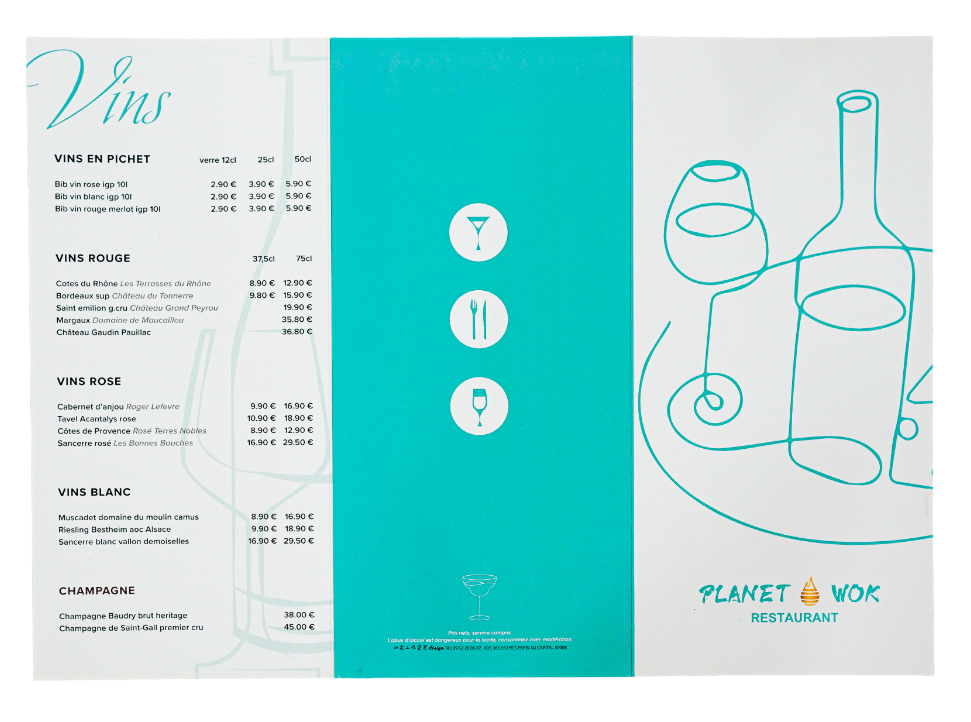 Vins
VINS EN PICHET verre 12cl 25cl 50cl
Bib vin rose igp 10l 2.90 € 3.90 € 5.90 €
Bib vin blanc igp 10l 2.90 € 3.90 € 5.90 €
Bib vin rouge merlot igp 10l 2.90 € 3.90 € 5.90 €
VINS ROUGE 37,5cl 75cl
Cotes du Rhône Les Terrasses du Rhône 8.90 € 12.90 €
Bordeaux sup Château du Tonnerre 9.80 € 15.90 €
Saint emilion g.cru Château Grand Peyrou 19.90 €
Margaux Domaine de Maucaillou 35.80 €
Château Gaudin Pauillac 36.80 €
VINS ROSE
Cabernet d'anjou Roger Lefevre 9.90 € 16.90 €
Tavel Acantalys rose 10.90 € 18.90 €
Côtes de Provence Rosé Terres Nobles 8.90 € 12.90 €
Sancerre rosé Les Bonnes Bouches 16.90 € 29.50 €
VINS BLANC
Muscadet domaine du moulin camus 8.90 € 16.90 €
Riesling Bestheim aoc Alsace 9.90 € 18.90 €
Sancerre blanc vallon demoiselles 16.90 € 29.50 €
CHAMPAGNE
Champagne Baudry brut heritage 38.00 €
Champagne de Saint-Gall premier cru 45.00 €
Prix nets, service compris.
L'abus d'alcool est dangereux pour la santé, consommez avec modération
design
PLANET WOK
RESTAURANT